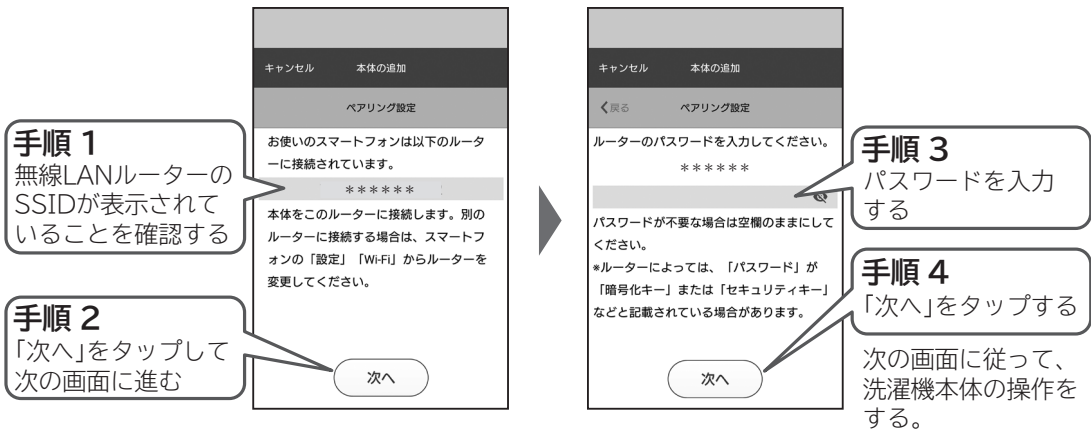 手順 1
無線LANルーターの
SSIDが表示されて
いることを確認する
手順 2
「次へ」をタップして
次の画面に進む
キャンセル 本体の追加
ペアリング設定
お使いのスマートフォンは以下のルータ
ーに接続されています。
******
本体をこのルーターに接続します。別の
ルーターに接続する場合は、スマートフ
ォンの「設定」「Wi-Fi」からルーターを
変更してください。
次へ
キャンセル 本体の追加
戻る ペアリング設定
ルーターのパスワードを入力してください。
******
パスワードが不要な場合は空欄のままにして
ください。
*ルーターによっては、「パスワード」が
「暗号化キー」または「セキュリティキー」
などと記載されている場合があります。
次へ
手順 3
パスワードを入力
する
手順 4
「次へ」をタップする
次の画面に従って、
洗濯機本体の操作を
する。